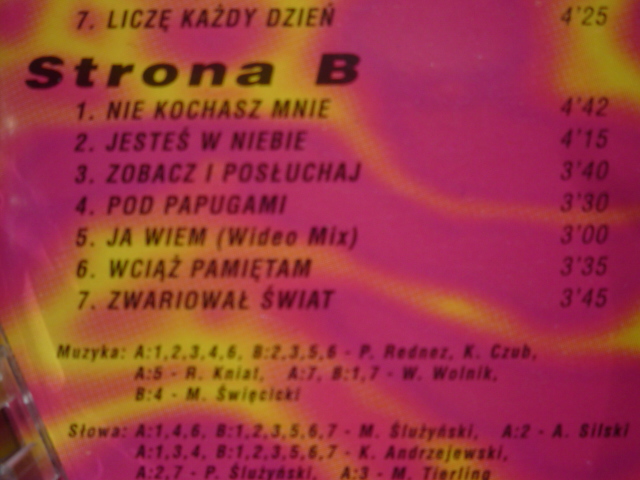 7. LICZĘ KAŻDY DZIEŃ 4'25
Strona B
1. NIE KOCHASZ MNIE 4'42
2. JESTEŚ W NIEBIE 4'15
3. ZOBACZ I POSŁUCHAJ 3'40
4. POD PAPUGAMI 3'30
5. JA WIEM (Wideo Mix) 3'00
6. WCIĄŻ PAMIĘTAM 3'35
7. ZWARIOWAŁ ŚWIAT 3'45
Muzyka: A:1,2,3,4,6, B:2,3,5,6 - P. Rednez, K. Czub,
A:5 - R. Kniat, A:7, B:1,7 - W. Wolnik,
B:4 - M. Święcicki
Słowa: A:1,4,6, B:1,2,3,5,6,7 - M. Ślużyński, A:2 - A. Silski
A:1,3,4, B:1,2,3,5,6,7 - K. Andrzejewski,
A:2,7 - P. Ślużyński, A:3 - M. Tierling